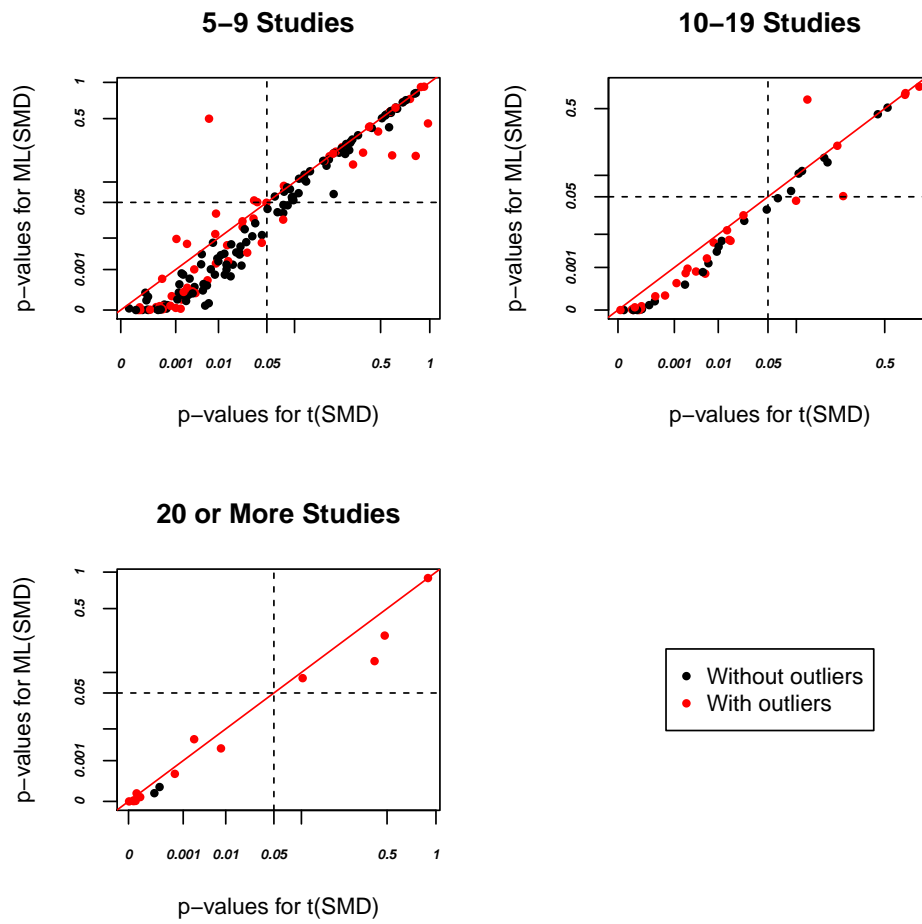 5−9 Studies
p−values for ML(SMD)
1
0.5
0.05
0.001
0
0 0.001 0.01 0.05 0.5 1
p−values for t(SMD)
10−19 Studies
p−values for ML(SMD)
0.5
0.05
0.001
0
0 0.001 0.01 0.05 0.5
p−values for t(SMD)
20 or More Studies
p−values for ML(SMD)
1
0.5
0.05
0.001
0
0 0.001 0.01 0.05 0.5 1
p−values for t(SMD)
Without outliers
With outliers